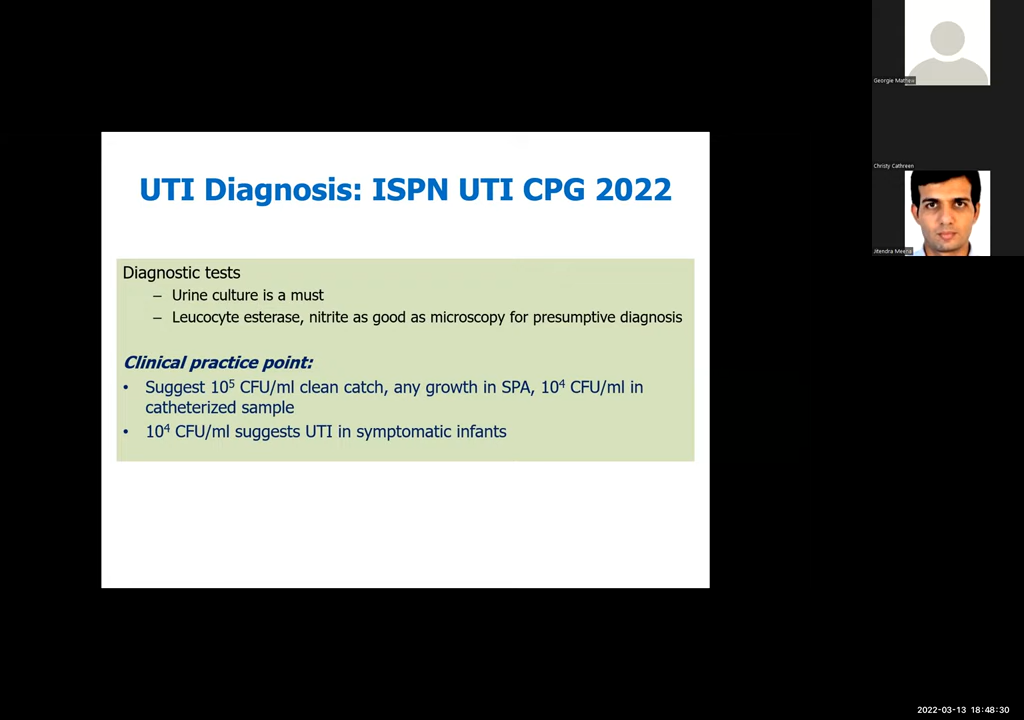 Georgie Mathew
Christy Cathreen
Jitendra Meena
UTI Diagnosis: ISPN UTI CPG 2022
Diagnostic tests
– Urine culture is a must
– Leucocyte esterase, nitrite as good as microscopy for presumptive diagnosis
Clinical practice point:
• Suggest 10⁵ CFU/ml clean catch, any growth in SPA, 10⁴ CFU/ml in
catheterized sample
• 10⁴ CFU/ml suggests UTI in symptomatic infants
2022-03-13 18:48:30